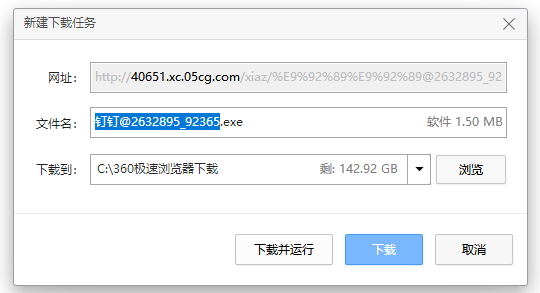 新建下载任务
网址： http://40651.xc.05cg.com/xiaz/%E9%92%89%E9%92%89@2632895_92
文件名： 钉钉@2632895_92365.exe 软件 1.50 MB
下载到： C:\360极速浏览器下载 剩: 142.92 GB 浏览
下载并运行 下载 取消